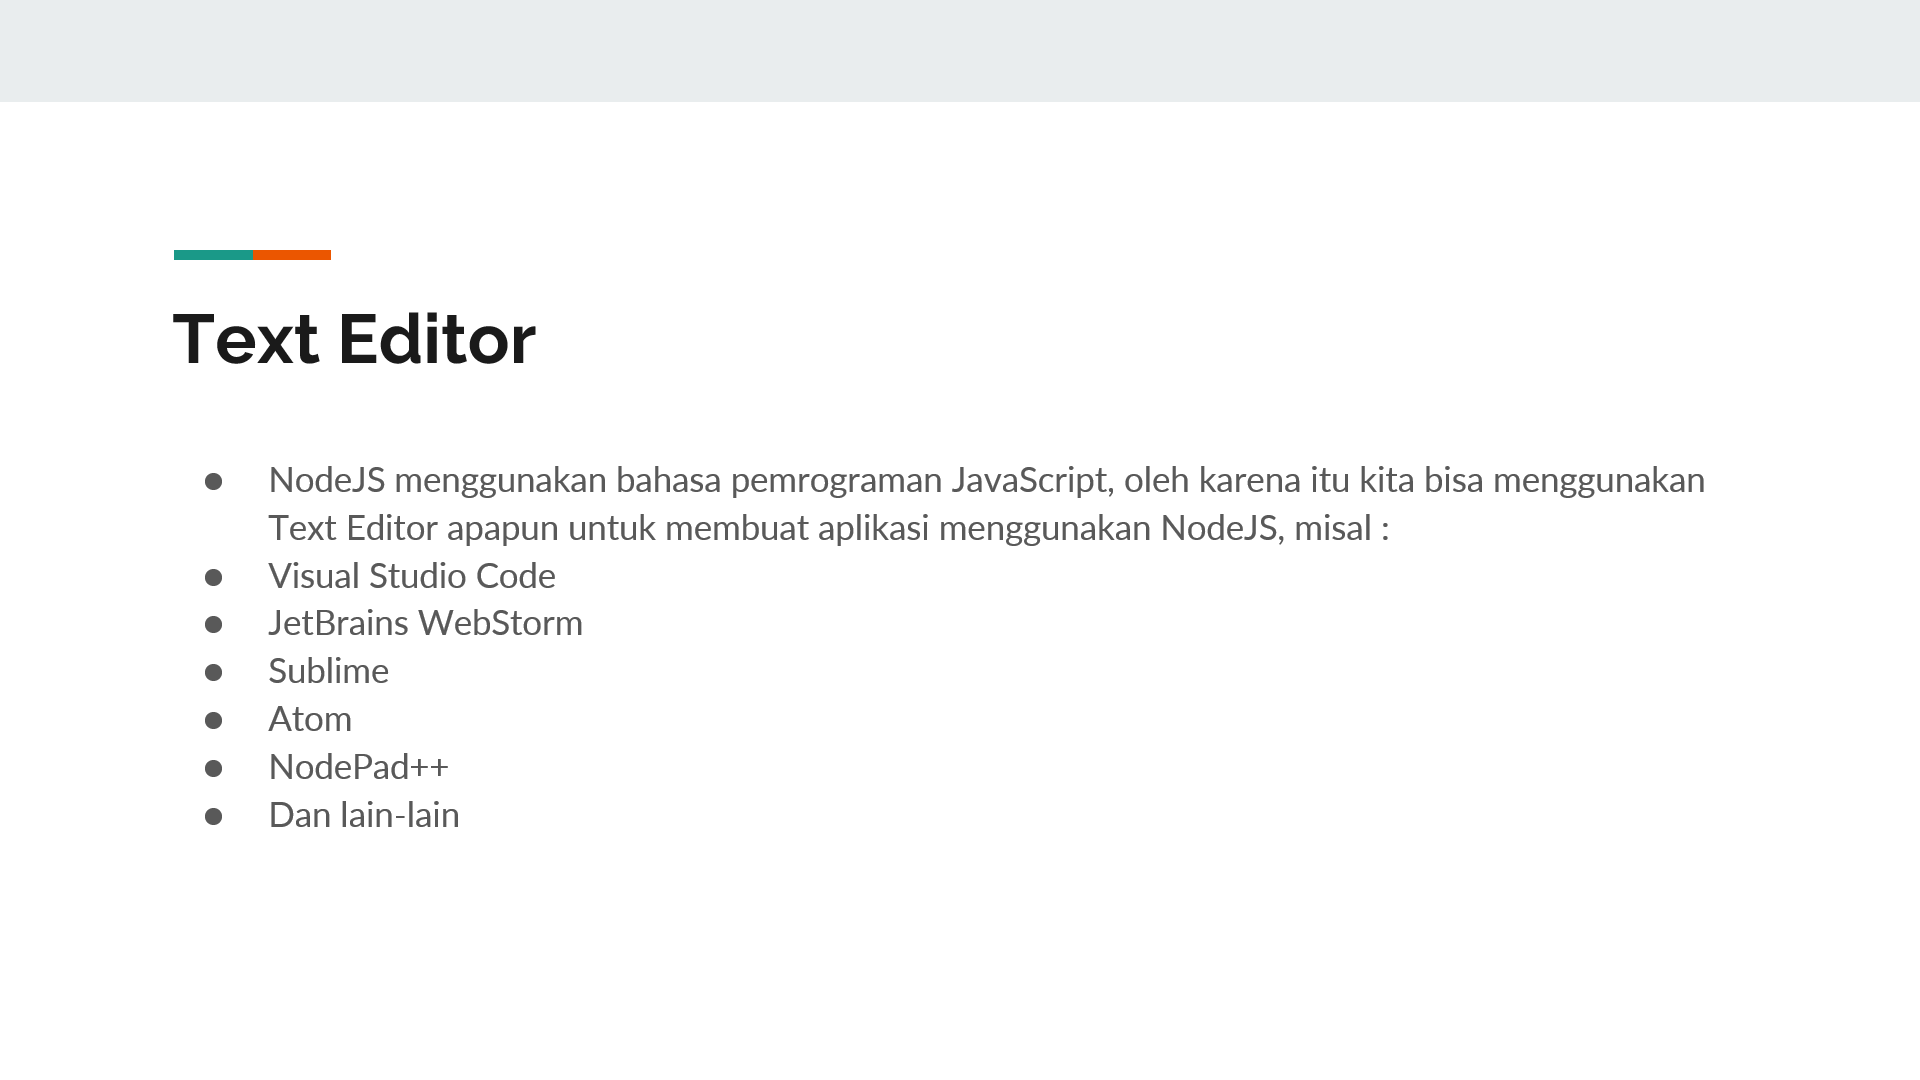 Text Editor
● NodeJS menggunakan bahasa pemrograman JavaScript, oleh karena itu kita bisa menggunakan
Text Editor apapun untuk membuat aplikasi menggunakan NodeJS, misal :
● Visual Studio Code
● JetBrains WebStorm
● Sublime
● Atom
● NodePad++
● Dan lain-lain